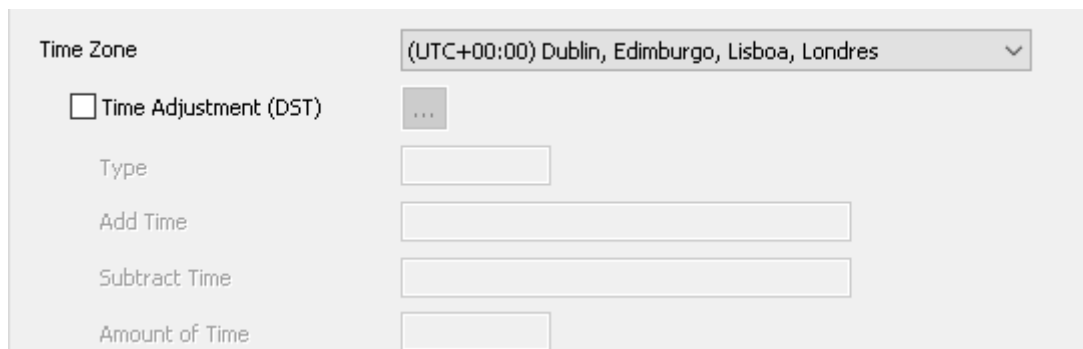 Time Zone (UTC+00:00) Dublin, Edimburgo, Lisboa, Londres
Time Adjustment (DST) ...
Type
Add Time
Subtract Time
Amount of Time